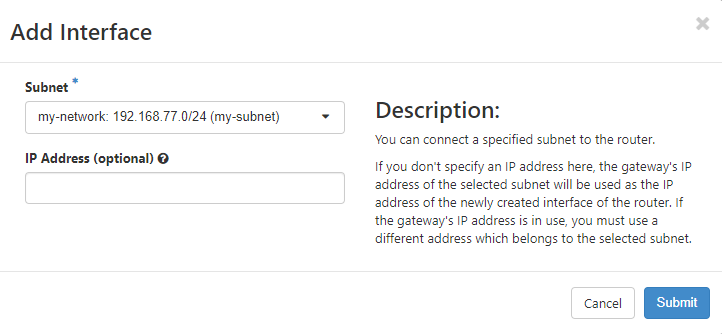 Add Interface
×
Subnet *
my-network: 192.168.77.0/24 (my-subnet)
IP Address (optional)
Description:
You can connect a specified subnet to the router.
If you don't specify an IP address here, the gateway's IP
address of the selected subnet will be used as the IP
address of the newly created interface of the router. If
the gateway's IP address is in use, you must use a
different address which belongs to the selected subnet.
Cancel
Submit